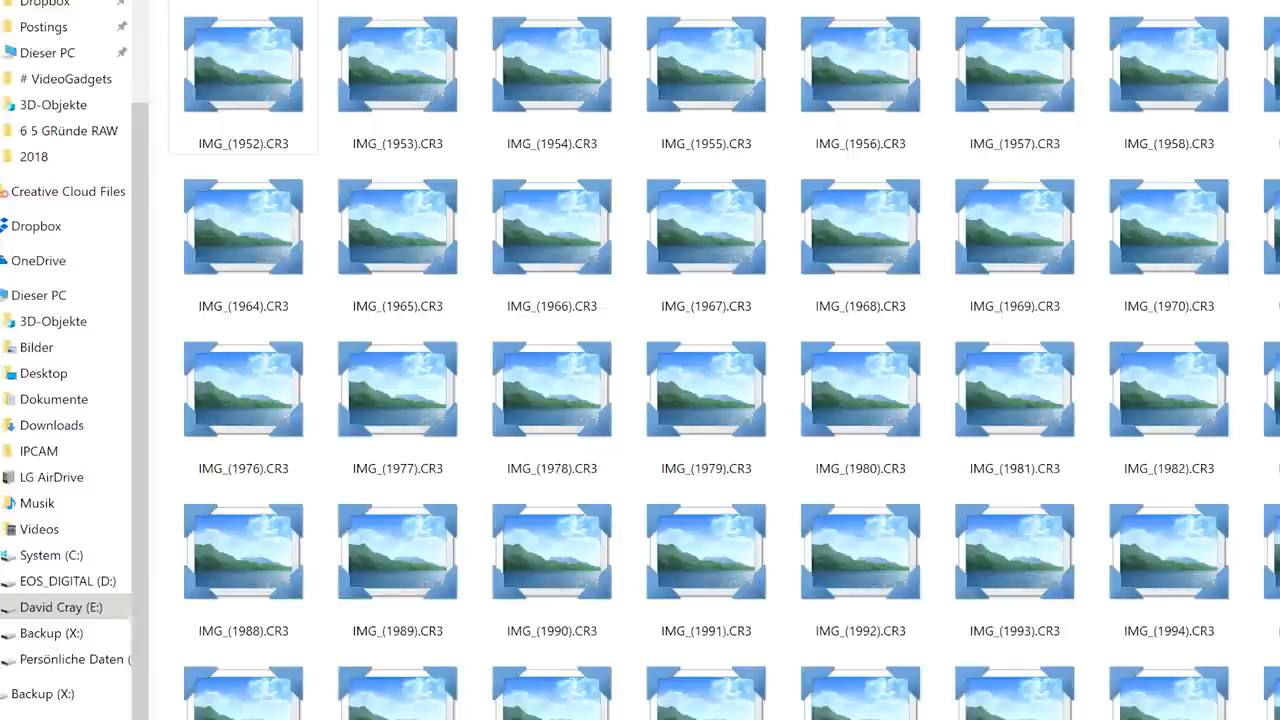 Dropbox
Postings
Dieser PC
# VideoGadgets
3D-Objekte
6 5 GRünde RAW
2018
Creative Cloud Files
Dropbox
OneDrive
Dieser PC
3D-Objekte
Bilder
Desktop
Dokumente
Downloads
IPCAM
LG AirDrive
Musik
Videos
System (C:)
EOS_DIGITAL (D:)
David Cray (E:)
Backup (X:)
Persönliche Daten (
Backup (X:)
IMG_(1952).CR3 IMG_(1953).CR3 IMG_(1954).CR3 IMG_(1955).CR3 IMG_(1956).CR3 IMG_(1957).CR3 IMG_(1958).CR3
IMG_(1964).CR3 IMG_(1965).CR3 IMG_(1966).CR3 IMG_(1967).CR3 IMG_(1968).CR3 IMG_(1969).CR3 IMG_(1970).CR3
IMG_(1976).CR3 IMG_(1977).CR3 IMG_(1978).CR3 IMG_(1979).CR3 IMG_(1980).CR3 IMG_(1981).CR3 IMG_(1982).CR3
IMG_(1988).CR3 IMG_(1989).CR3 IMG_(1990).CR3 IMG_(1991).CR3 IMG_(1992).CR3 IMG_(1993).CR3 IMG_(1994).CR3